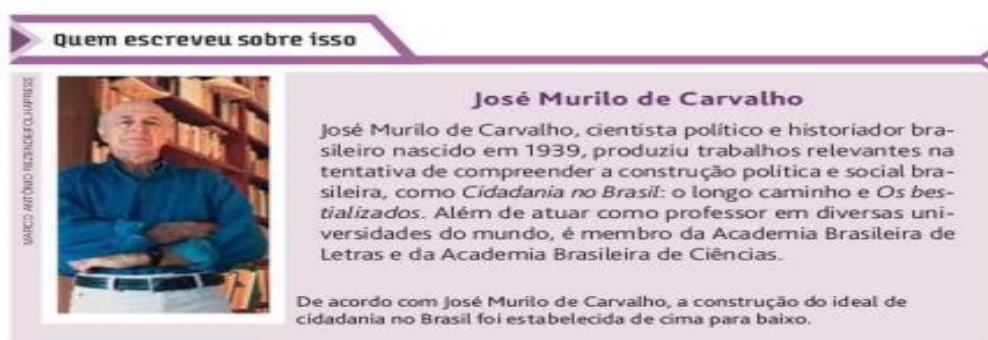 Quem escreveu sobre isso
MARCO ANTÔNIO REZENDE/FOLHAPRESS
José Murilo de Carvalho
José Murilo de Carvalho, cientista político e historiador bra-
sileiro nascido em 1939, produziu trabalhos relevantes na
tentativa de compreender a construção política e social bra-
sileira, como Cidadania no Brasil: o longo caminho e Os bes-
tializados. Além de atuar como professor em diversas uni-
versidades do mundo, é membro da Academia Brasileira de
Letras e da Academia Brasileira de Ciências.
De acordo com José Murilo de Carvalho, a construção do ideal de
cidadania no Brasil foi estabelecida de cima para baixo.